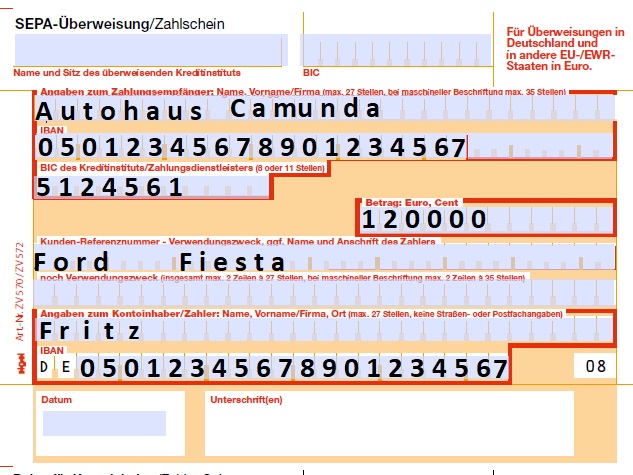 SEPA-Überweisung/Zahlschein
Für Überweisungen in
Deutschland und
in andere EU-/EWR-
Staaten in Euro.
Name und Sitz des überweisenden Kreditinstituts BIC
Angaben zum Zahlungsempfänger: Name, Vorname/Firma (max. 27 Stellen, bei maschineller Beschriftung max. 35 Stellen)
Autohaus Camunda
IBAN
05012345678901234567
BIC des Kreditinstituts/Zahlungsdienstleisters (8 oder 11 Stellen)
5124561
Betrag: Euro, Cent
120000
Kunden-Referenznummer - Verwendungszweck, ggf. Name und Anschrift des Zahlers
Ford Fiesta
noch Verwendungszweck (insgesamt max. 2 Zeilen à 27 Stellen, bei maschineller Beschriftung max. 2 Zeilen à 35 Stellen)
Angaben zum Kontoinhaber/Zahler: Name, Vorname/Firma, Ort (max. 27 Stellen, keine Straßen- oder Postfachangaben)
Fritz
IBAN
DE05012345678901234567 08
Datum Unterschrift(en)
Art-Nr. ZV 570/ZV 572
sigel